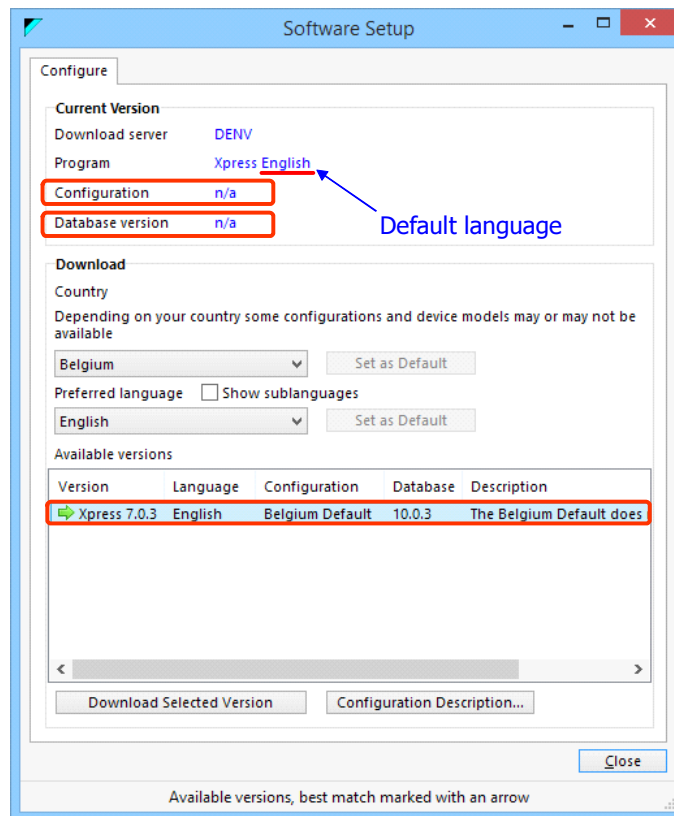 Software Setup
Configure
Current Version
Download server DENV
Program Xpress English
Configuration n/a
Database version n/a
Default language
Download
Country
Depending on your country some configurations and device models may or may not be
available
Belgium Set as Default
Preferred language Show sublanguages
English Set as Default
Available versions
Version Language Configuration Database Description
Xpress 7.0.3 English Belgium Default 10.0.3 The Belgium Default does
Download Selected Version Configuration Description...
Close
Available versions, best match marked with an arrow